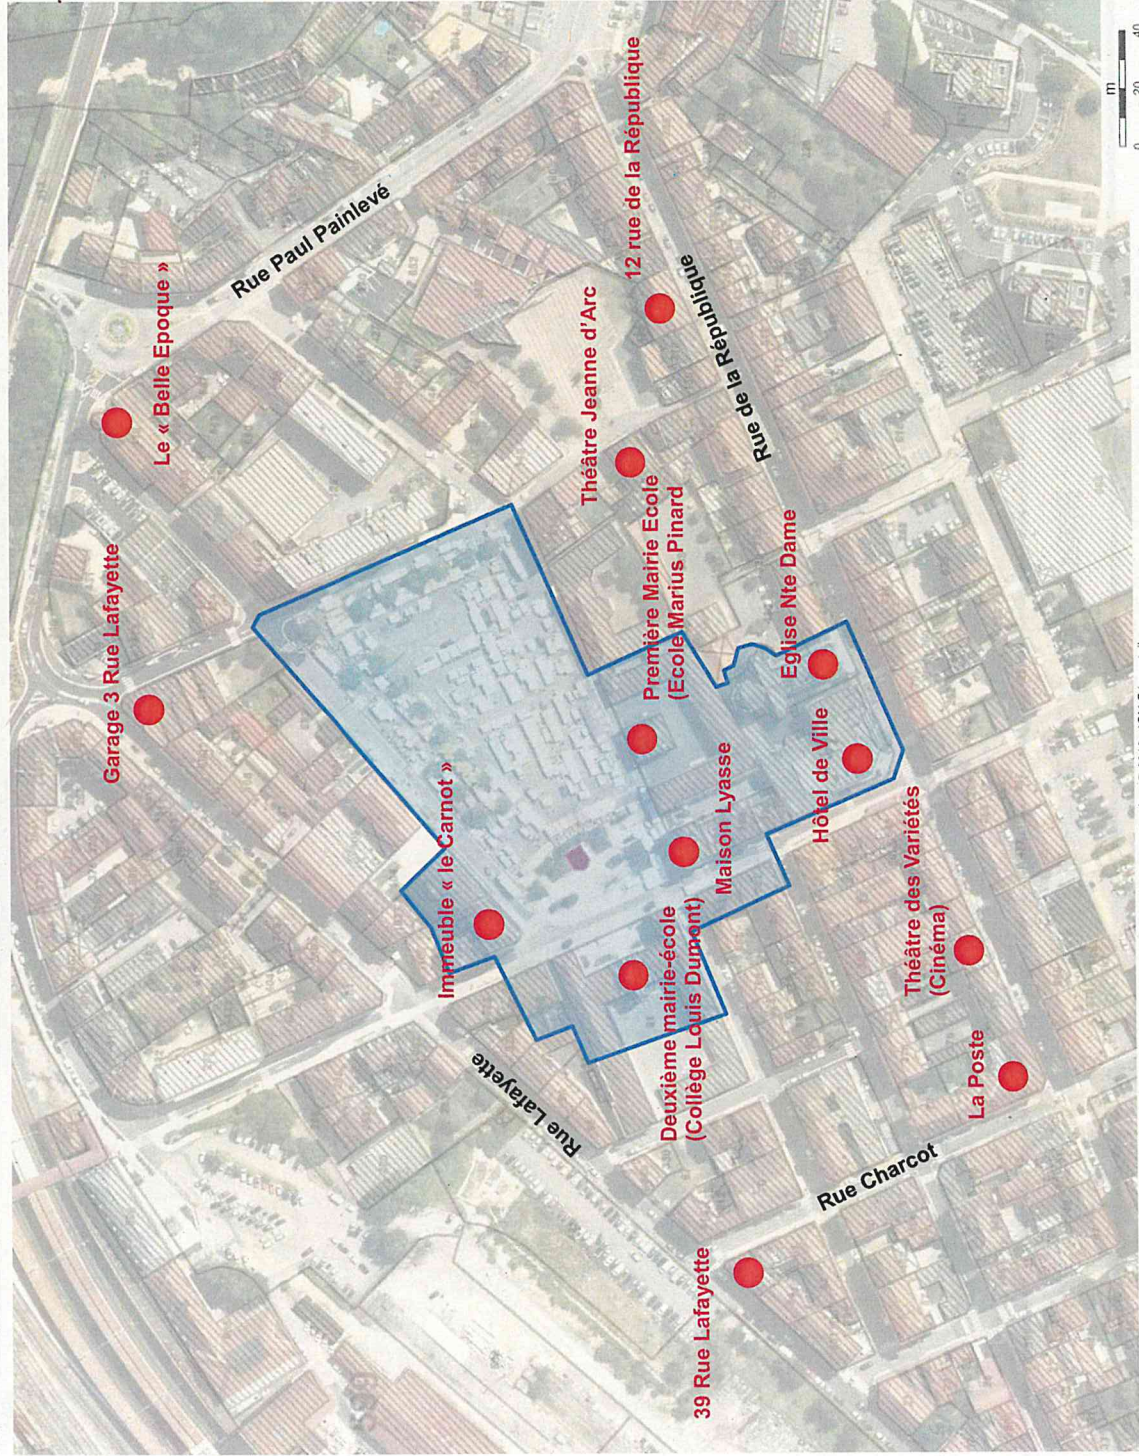 Le « Belle Epoque »
Garage 3 Rue Lafayette
Rue Paul Painlevé
12 rue de la République
Théâtre Jeanne d'Arc
Rue de la République
Première Mairie Ecole
(Ecole Marius Pinard
Eglise Nte Dame
Immeuble « le Carnot »
Maison Lyasse
Hôtel de Ville
Deuxième mairie-école
(Collège Louis Dumont)
Théâtre des Variétés
(Cinéma)
La Poste
Rue Lafayette
Rue Charcot
39 Rue Lafayette
m
0 20 40